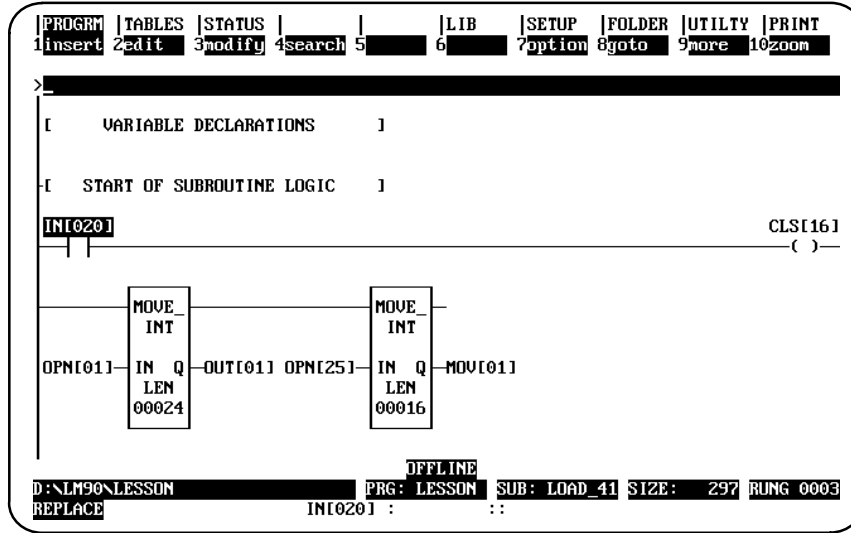 |PROGRM |TABLES |STATUS | | |LIB |SETUP |FOLDER |UTILTY |PRINT
1insert 2edit 3modify 4search 5 6 7option 8goto 9more 10zoom
>_
[ VARIABLE DECLARATIONS ]
[ START OF SUBROUTINE LOGIC ]
IN[020] CLS[16]
( )
MOVE_ MOVE_
INT INT
OPN[01] IN Q OUT[01] OPN[25] IN Q MOV[01]
LEN LEN
00024 00016
OFFLINE
D:\LM90\LESSON PRG: LESSON SUB: LOAD_41 SIZE: 297 RUNG 0003
REPLACE IN[020] : ::